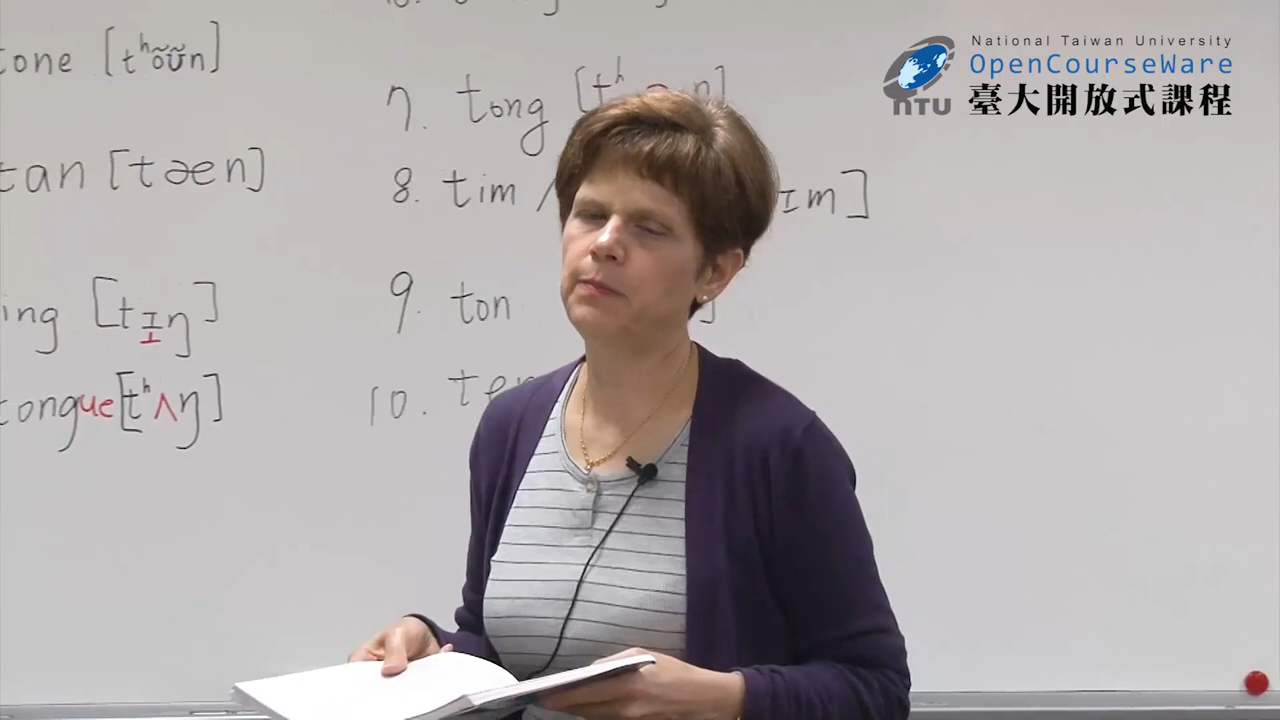 tone [tʰõʊ̃n]
tan [tæn]
ing [tɪŋ]
tongue [tʰʌŋ]
7. tong [tʰ n]
8. tim / ɪm]
9. ton ]
10. ten
National Taiwan University
OpenCourseWare
臺大開放式課程
NTU